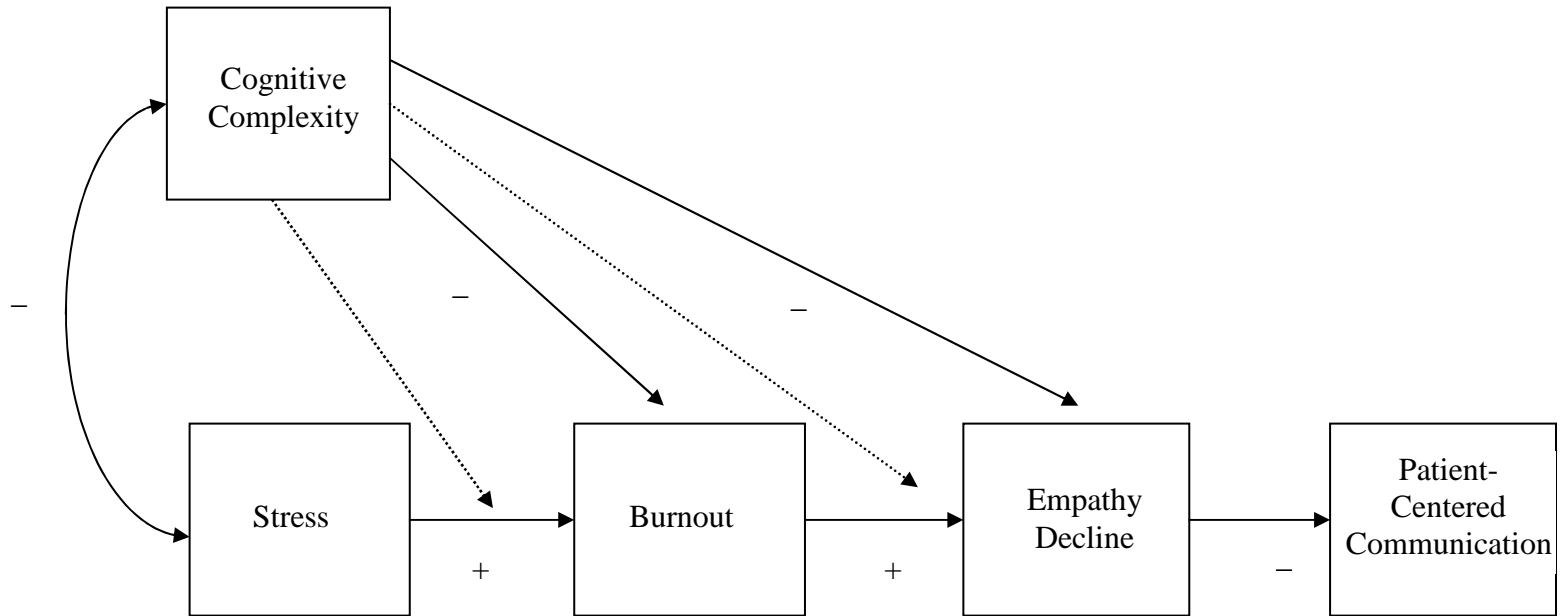 Cognitive
Complexity
–
–
–
Stress
Burnout
Empathy
Decline
Patient-
Centered
Communication
+
+
–